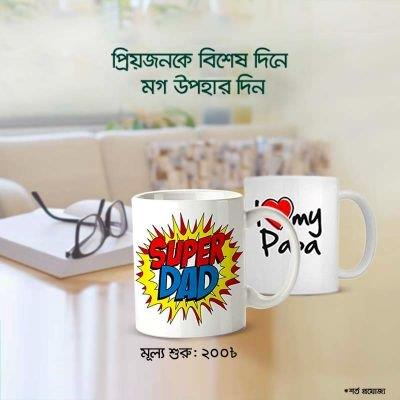 প্রিয়জনকে বিশেষ দিনে
মগ উপহার দিন
I ❤ my
Papa
SUPER
DAD
মূল্য শুরু: ২০০৳
*শর্ত প্রযোজ্য